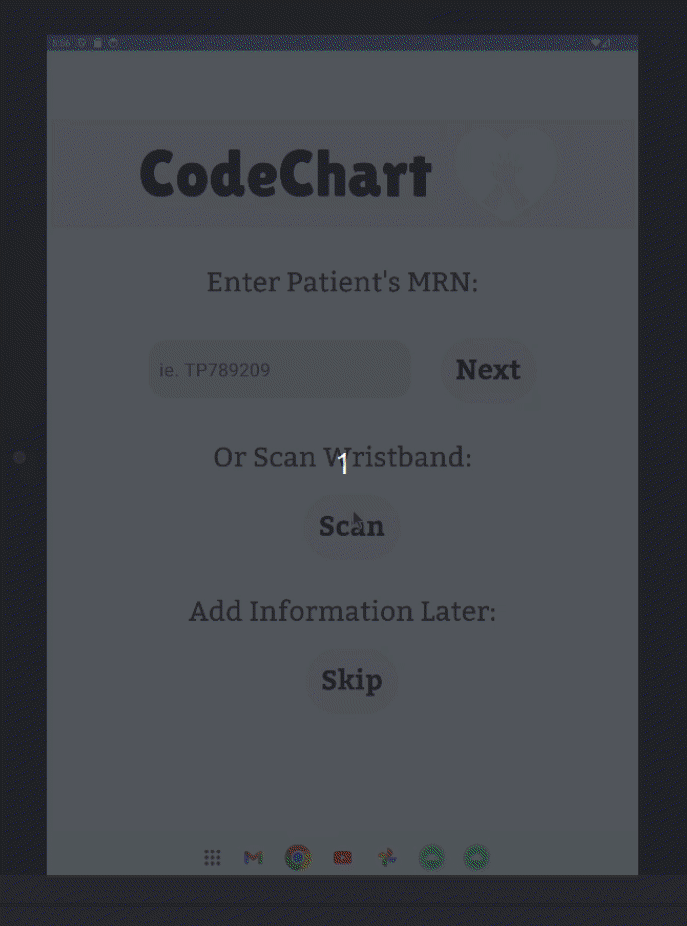 CodeChart
Enter Patient's MRN:
ie. TP789209
Next
Or Scan Wristband:
1
Scan
Add Information Later:
Skip